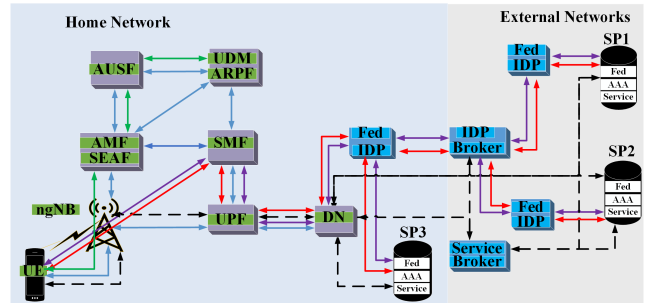 Home Network
External Networks
SP1
Fed
AAA
Service
Fed
IDP
AUSF
UDM
ARPF
AMF
SEAF
SMF
Fed
IDP
IDP
Broker
SP2
Fed
AAA
Service
ngNB
UPF
DN
Fed
IDP
Service
Broker
SP3
Fed
AAA
Service
UE